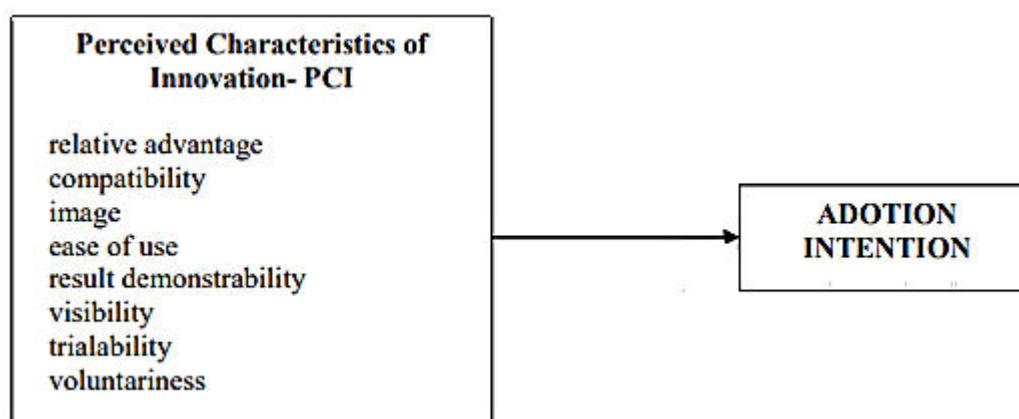 Perceived Characteristics of
Innovation- PCI
relative advantage
compatibility
image
ease of use
result demonstrability
visibility
trialability
voluntariness
ADOTION
INTENTION